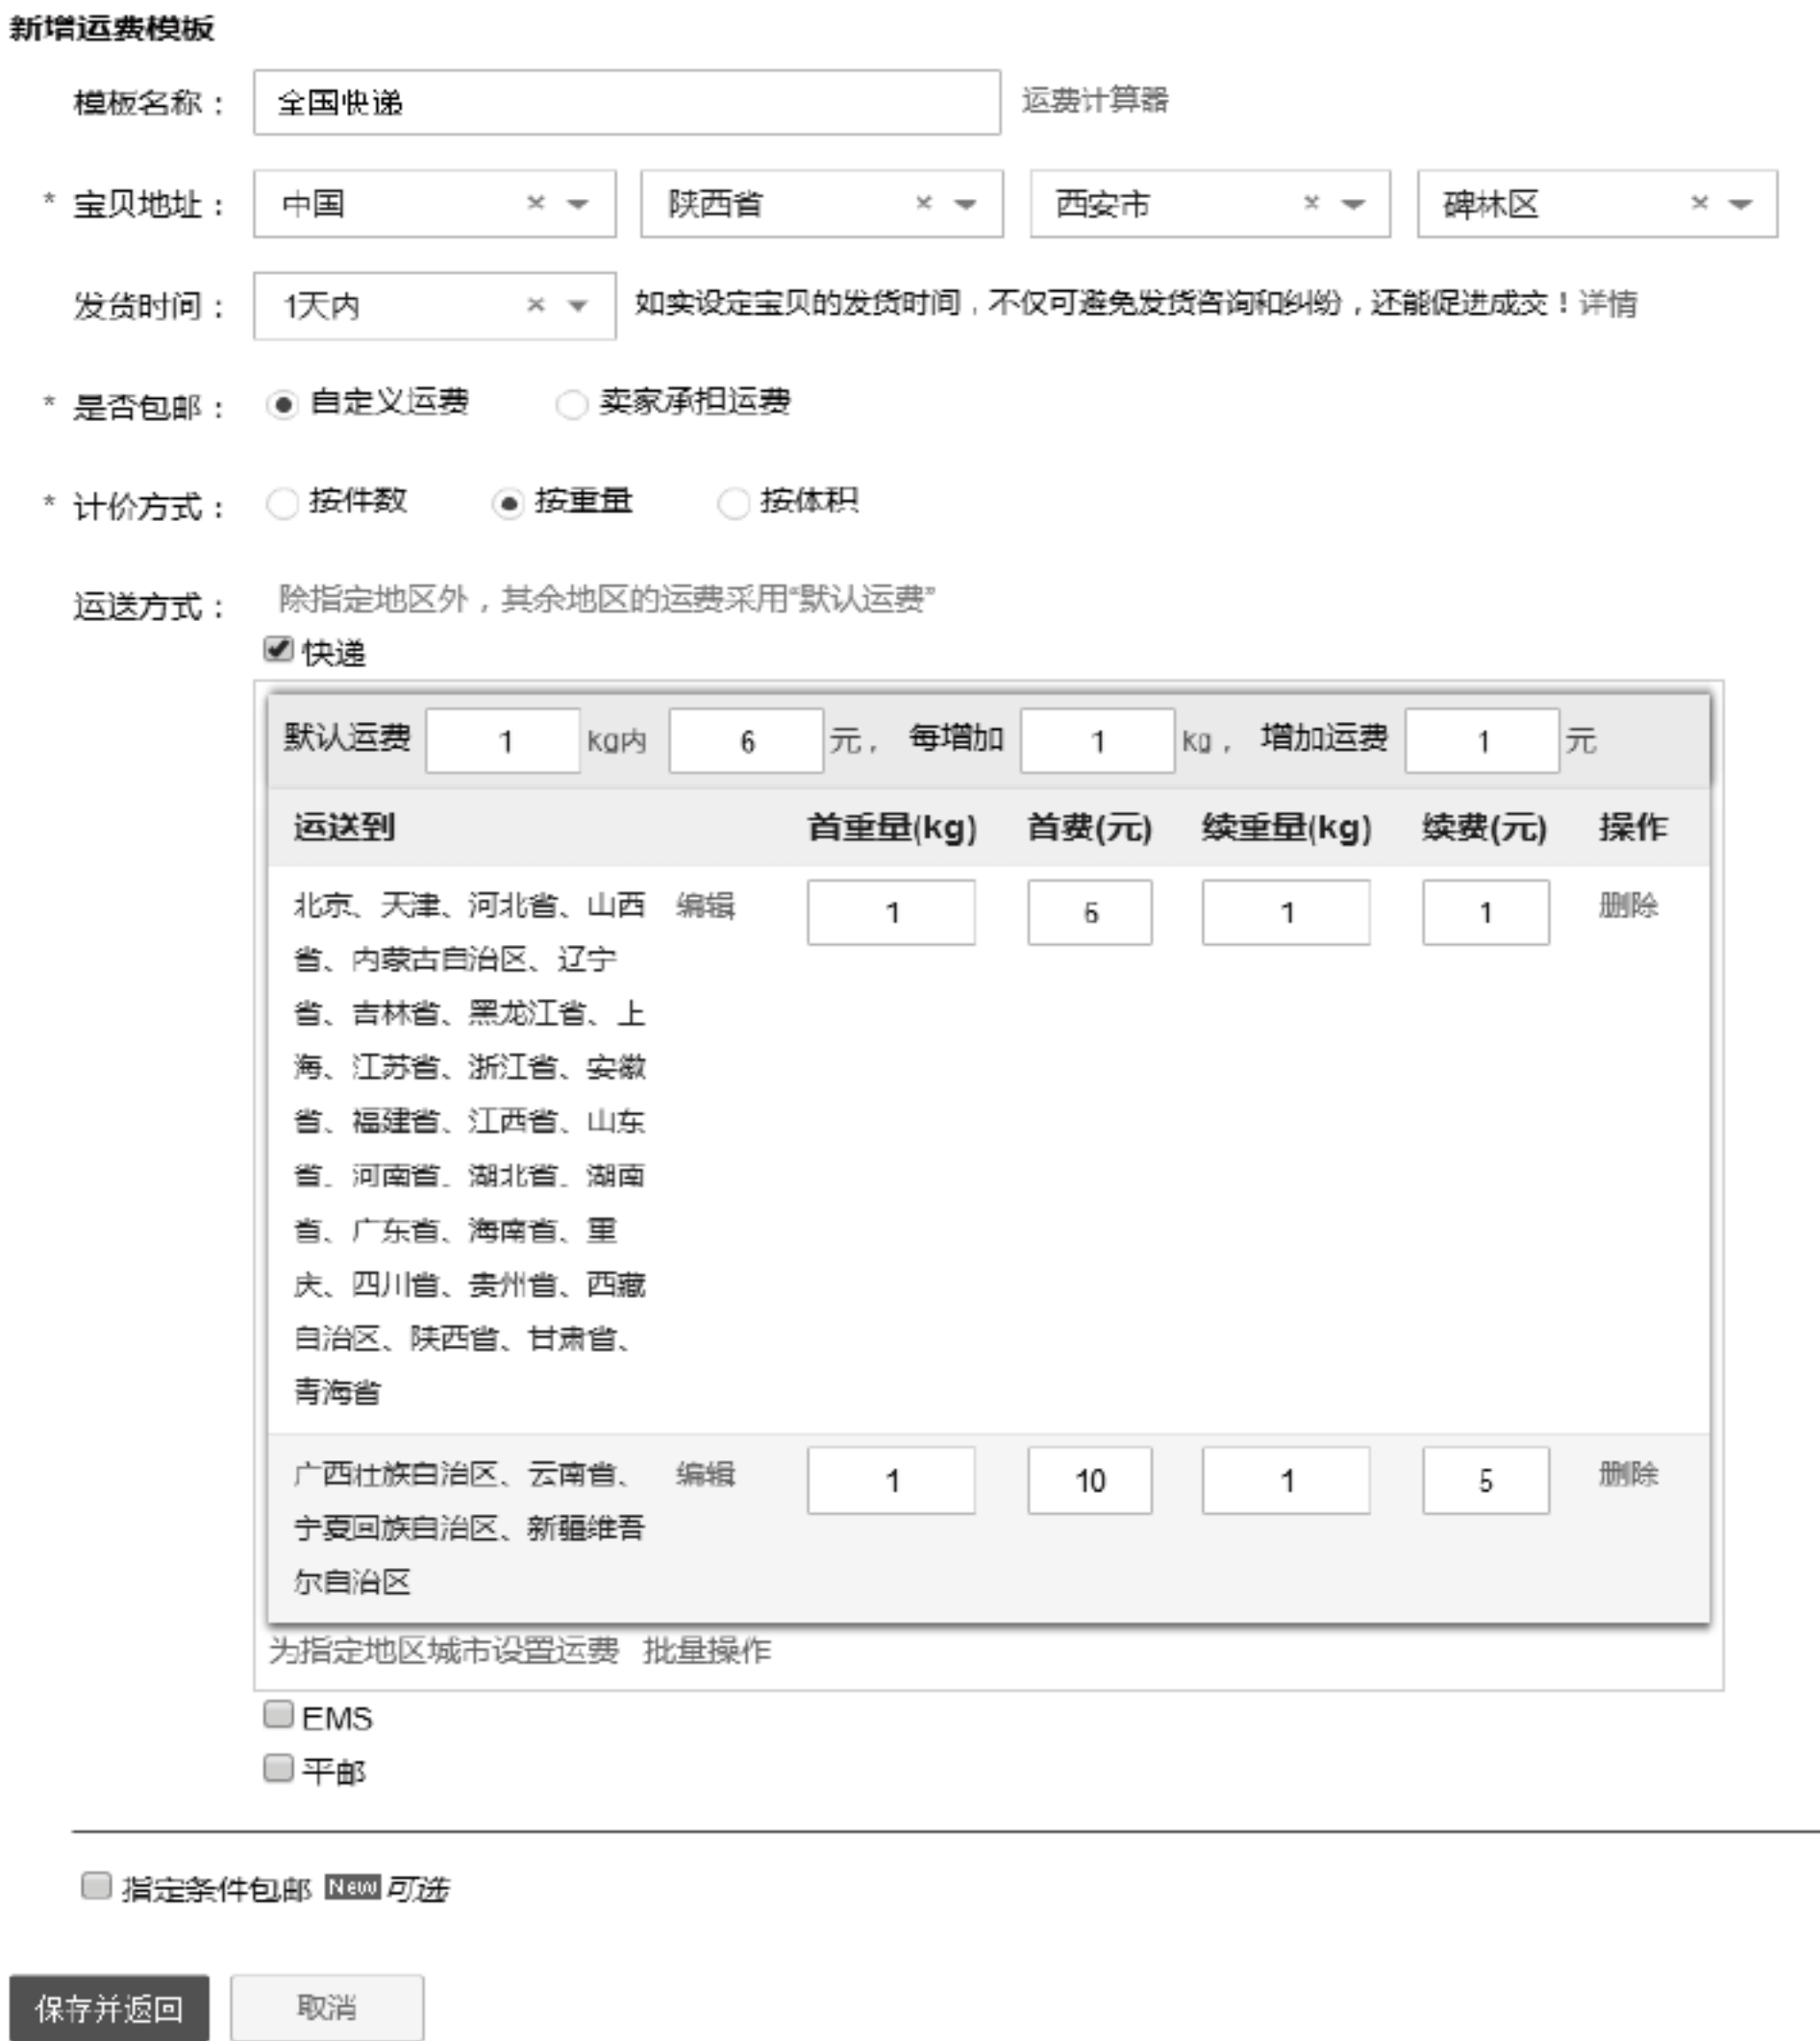 新增运费模板
模板名称： 全国快递 运费计算器
* 宝贝地址： 中国 × 陕西省 × 西安市 × 碑林区 ×
发货时间： 1天内 × 如实设定宝贝的发货时间，不仅可避免发货咨询和纠纷，还能促进成交！详情
* 是否包邮： 自定义运费 卖家承担运费
* 计价方式： 按件数 按重量 按体积
运送方式： 除指定地区外，其余地区的运费采用“默认运费”
快递
默认运费 1 kg内 6 元， 每增加 1 kg， 增加运费 1 元
运送到 首重量(kg) 首费(元) 续重量(kg) 续费(元) 操作
北京、天津、河北省、山西 编辑 1 6 1 1 删除
省、内蒙古自治区、辽宁
省、吉林省、黑龙江省、上
海、江苏省、浙江省、安徽
省、福建省、江西省、山东
省、河南省、湖北省、湖南
省、广东省、海南省、重
庆、四川省、贵州省、西藏
自治区、陕西省、甘肃省、
青海省
广西壮族自治区、云南省、 编辑 1 10 1 5 删除
宁夏回族自治区、新疆维吾
尔自治区
为指定地区城市设置运费 批量操作
EMS
平邮
指定条件包邮 New 可选
保存并返回 取消